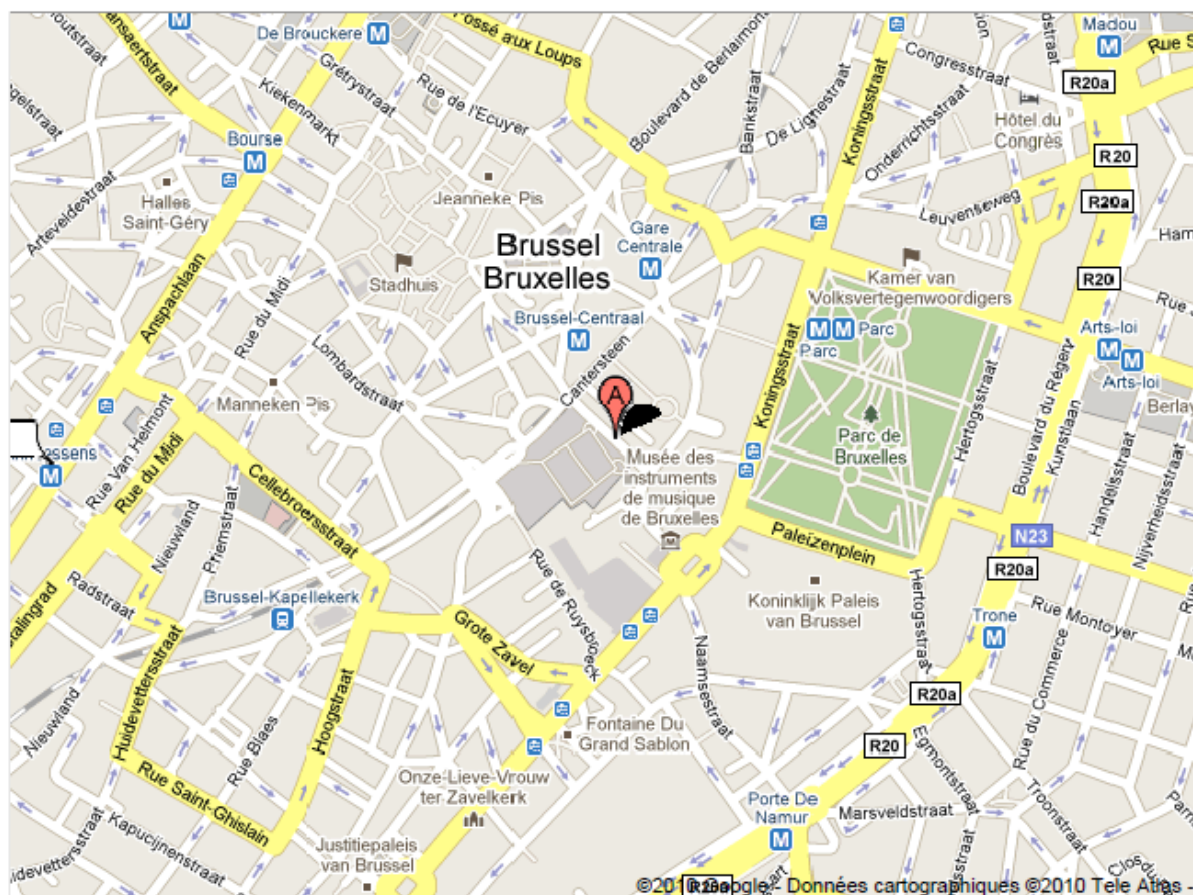 De Brouckere
Fossé aux Loups
Madou
Congresstraat
R20a
Hôtel du
Congrès
Grétrystraat
Rue de l'Ecuyer
Kiekenmarkt
Boulevard de Berlaimont
Bankstraat
De Lignestraat
Koningsstraat
Onderrichtsstraat
R20
Bourse
Jeanneke Pis
Halles
Saint-Géry
Arteveldestraat
Leuvenseweg
R20a
Gare
Centrale
Brussel
Bruxelles
Stadhuis
Kamer van
Volksvertegenwoordigers
R20
Anspachlaan
Rue du Midi
Brussel-Centraal
Parc
Parc
Arts-loi
Arts-loi
Lombardstraat
Cantersteen
A
Koningsstraat
Hertogsstraat
Boulevard du Régent
Kunstlaan
Manneken Pis
Parc de
Bruxelles
Handelsstraat
Nijverheidsstraat
Rue Van Helmont
Rue du Midi
Cellebroersstraat
Musée des
instruments
de musique
de Bruxelles
Paleizenplein
N23
Nieuwland
Priemstraat
R20a
Radstraat
Brussel-Kapellekerk
Rue de Ruysbroeck
Koninklijk Paleis
van Brussel
Hertogsstraat
Rue Montoyer
Trone
Grote Zavel
Naamsestraat
Huidevettersstraat
Hoogstraat
R20a
Rue du Commerce
Nieuwland
Rue Blaes
Fontaine Du
Grand Sablon
R20
Egmontstraat
Rue Saint-Ghislain
Onze-Lieve-Vrouw
ter Zavelkerk
Troonstraat
Porte De
Namur
Marsveldstraat
Kapucijnenstraat
Justitiepaleis
van Brussel
©2010 Google - Données cartographiques ©2010 Tele Atlas